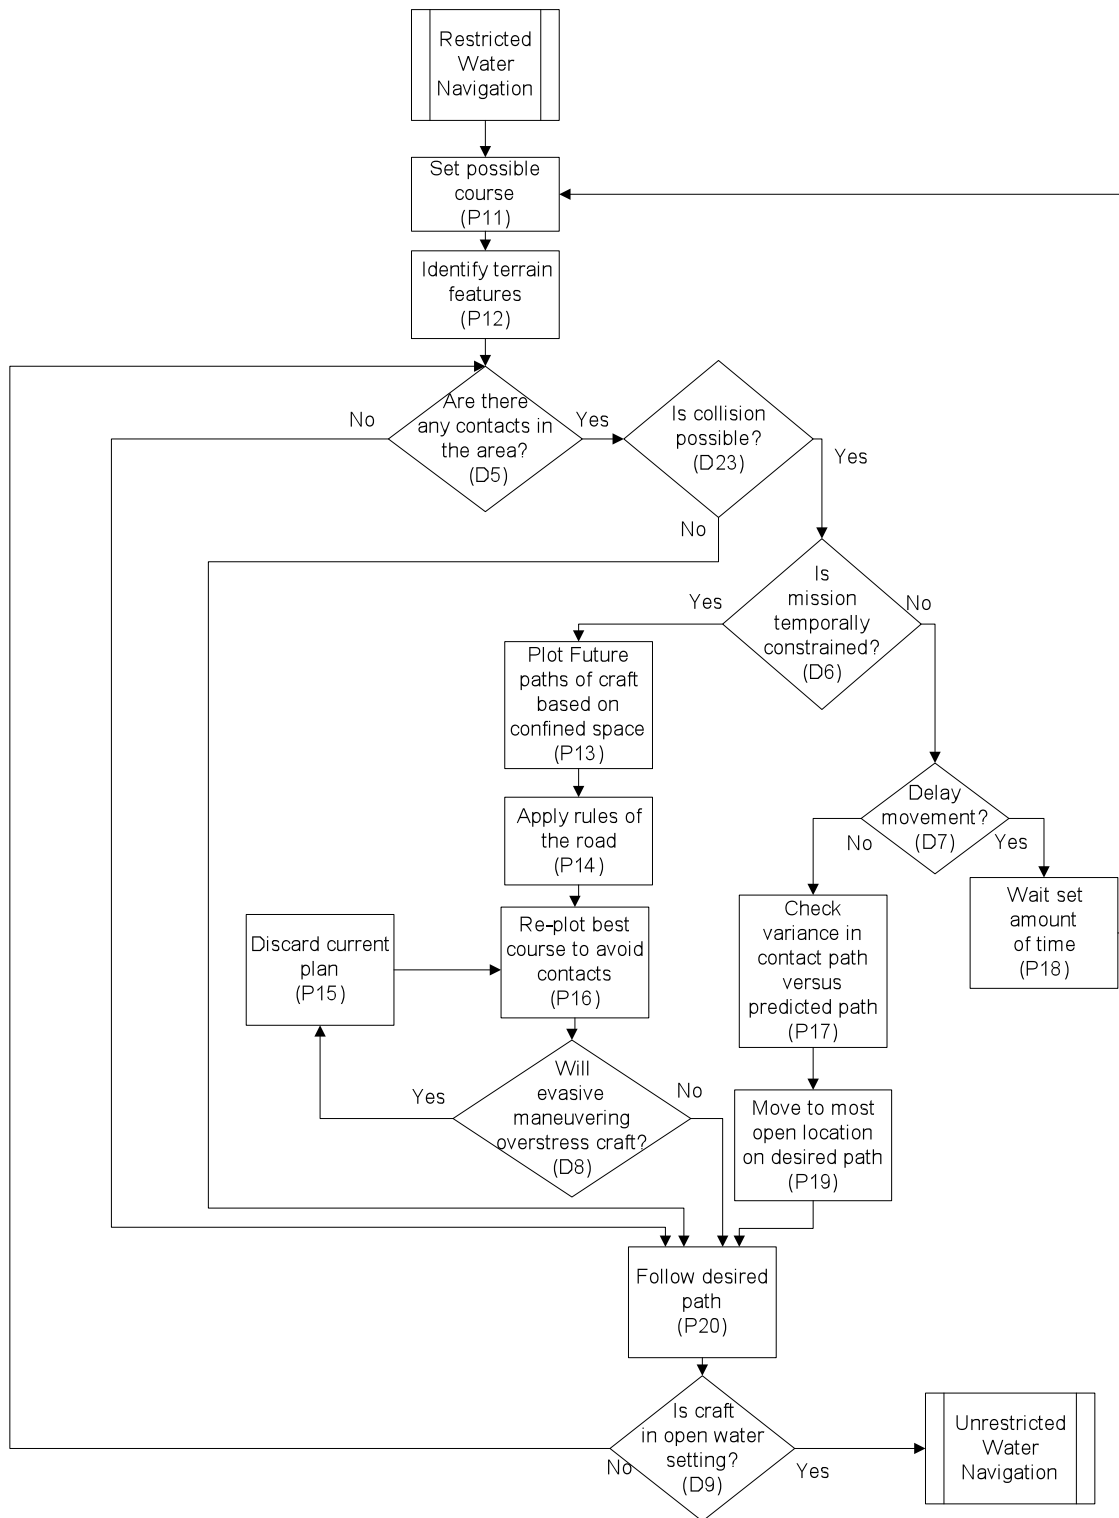 Restricted
Water
Navigation
Set possible
course
(P11)
Identify terrain
features
(P12)
Are there
any contacts in
the area?
(D5)
No
Yes
Is collision
possible?
(D23)
Yes
No
Is
mission
temporally
constrained?
(D6)
Yes
No
Plot Future
paths of craft
based on
confined space
(P13)
Delay
movement?
(D7)
No
Yes
Apply rules of
the road
(P14)
Wait set
amount
of time
(P18)
Check
variance in
contact path
versus
predicted path
(P17)
Re-plot best
course to avoid
contacts
(P16)
Discard current
plan
(P15)
Will
evasive
maneuvering
overstress craft?
(D8)
Yes
No
Move to most
open location
on desired path
(P19)
Follow desired
path
(P20)
Is craft
in open water
setting?
(D9)
No
Yes
Unrestricted
Water
Navigation